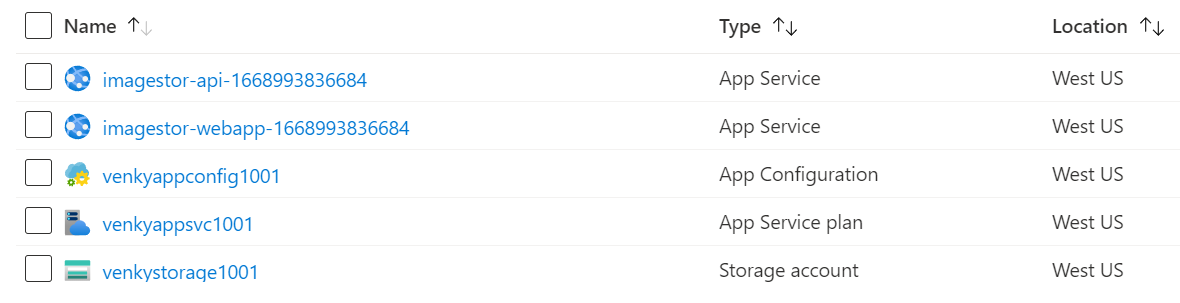 Name Type Location
imagestor-api-1668993836684 App Service West US
imagestor-webapp-1668993836684 App Service West US
venkyappconfig1001 App Configuration West US
venkyappsvc1001 App Service plan West US
venkystorage1001 Storage account West US